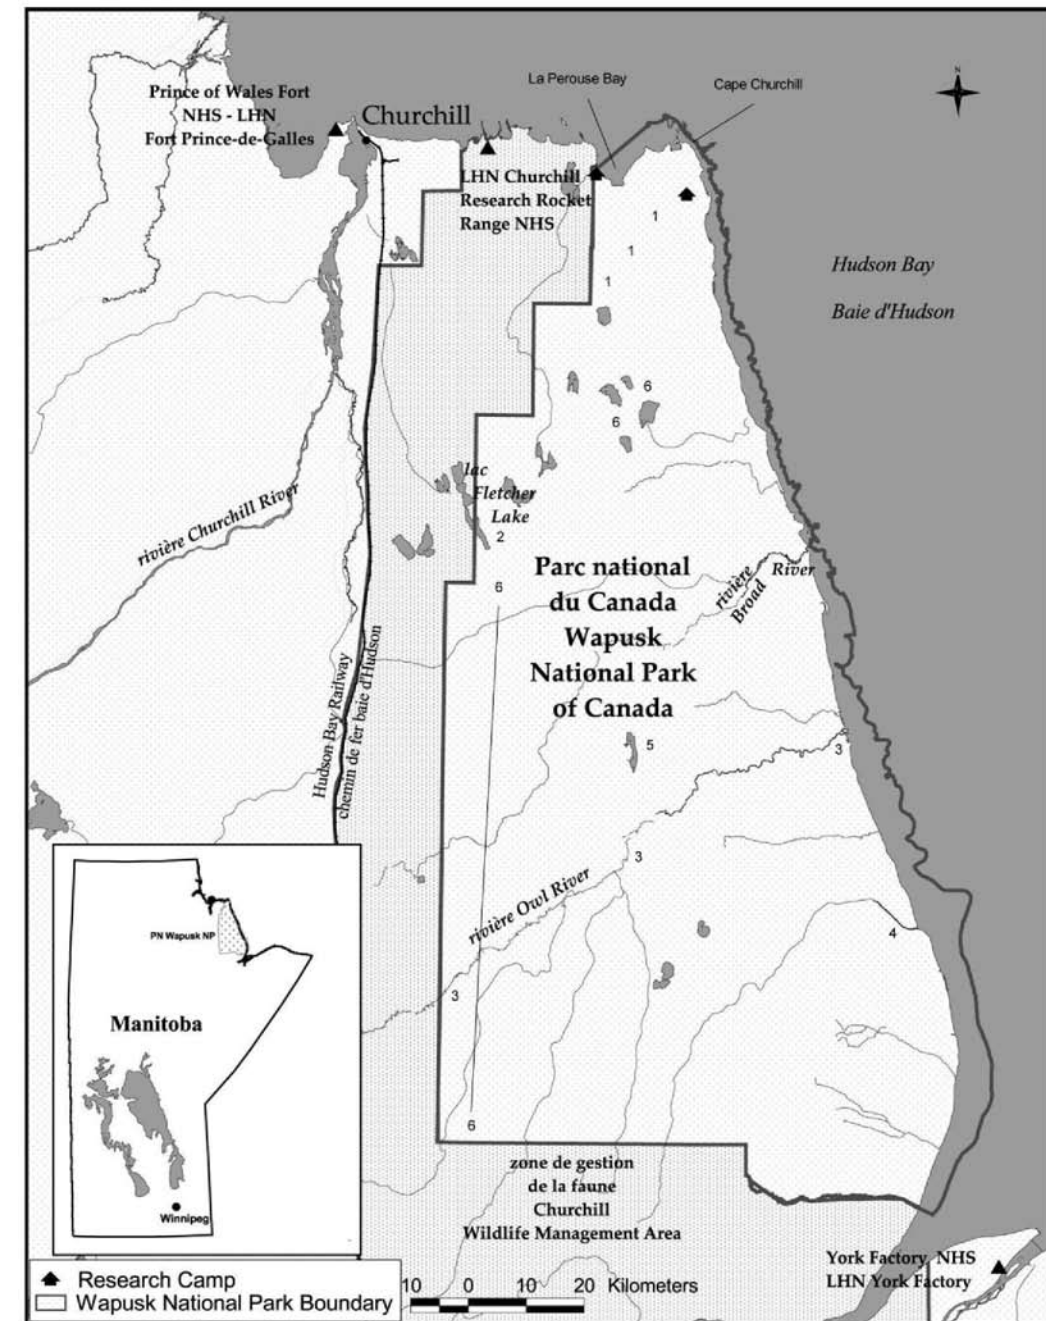 La Perouse Bay
Cape Churchill
N
Prince of Wales Fort
NHS - LHN
Fort Prince-de-Galles
Churchill
LHN Churchill
Research Rocket
Range NHS
1
1
1
Hudson Bay
Baie d'Hudson
6
6
lac
Fletcher
Lake
2
6
rivière Churchill River
Parc national
du Canada
Wapusk
National Park
of Canada
rivière
Broad
River
Hudson Bay Railway
chemin de fer baie d'Hudson
5
3
3
rivière Owl River
4
3
6
PN Wapusk NP
Manitoba
Winnipeg
zone de gestion
de la faune
Churchill
Wildlife Management Area
York Factory NHS
LHN York Factory
Research Camp
Wapusk National Park Boundary
10 0 10 20 Kilometers